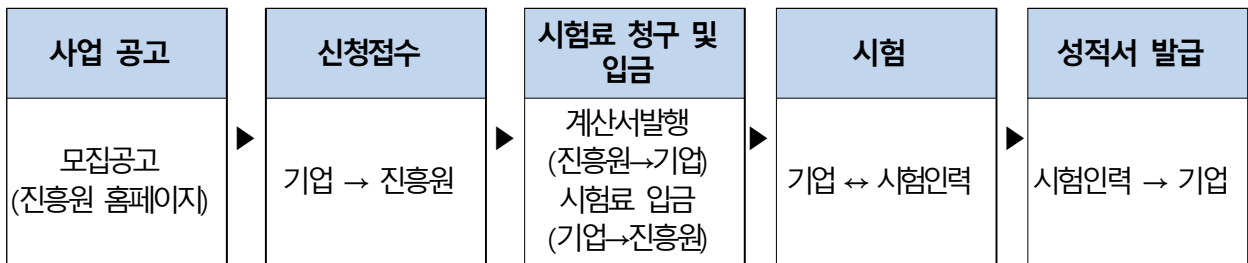 사업 공고
모집공고
(진흥원 홈페이지)
▶
신청접수
기업 → 진흥원
▶
시험료 청구 및
입금
계산서발행
(진흥원→기업)
시험료 입금
(기업→진흥원)
▶
시험
기업 ↔ 시험인력
▶
성적서 발급
시험인력 → 기업